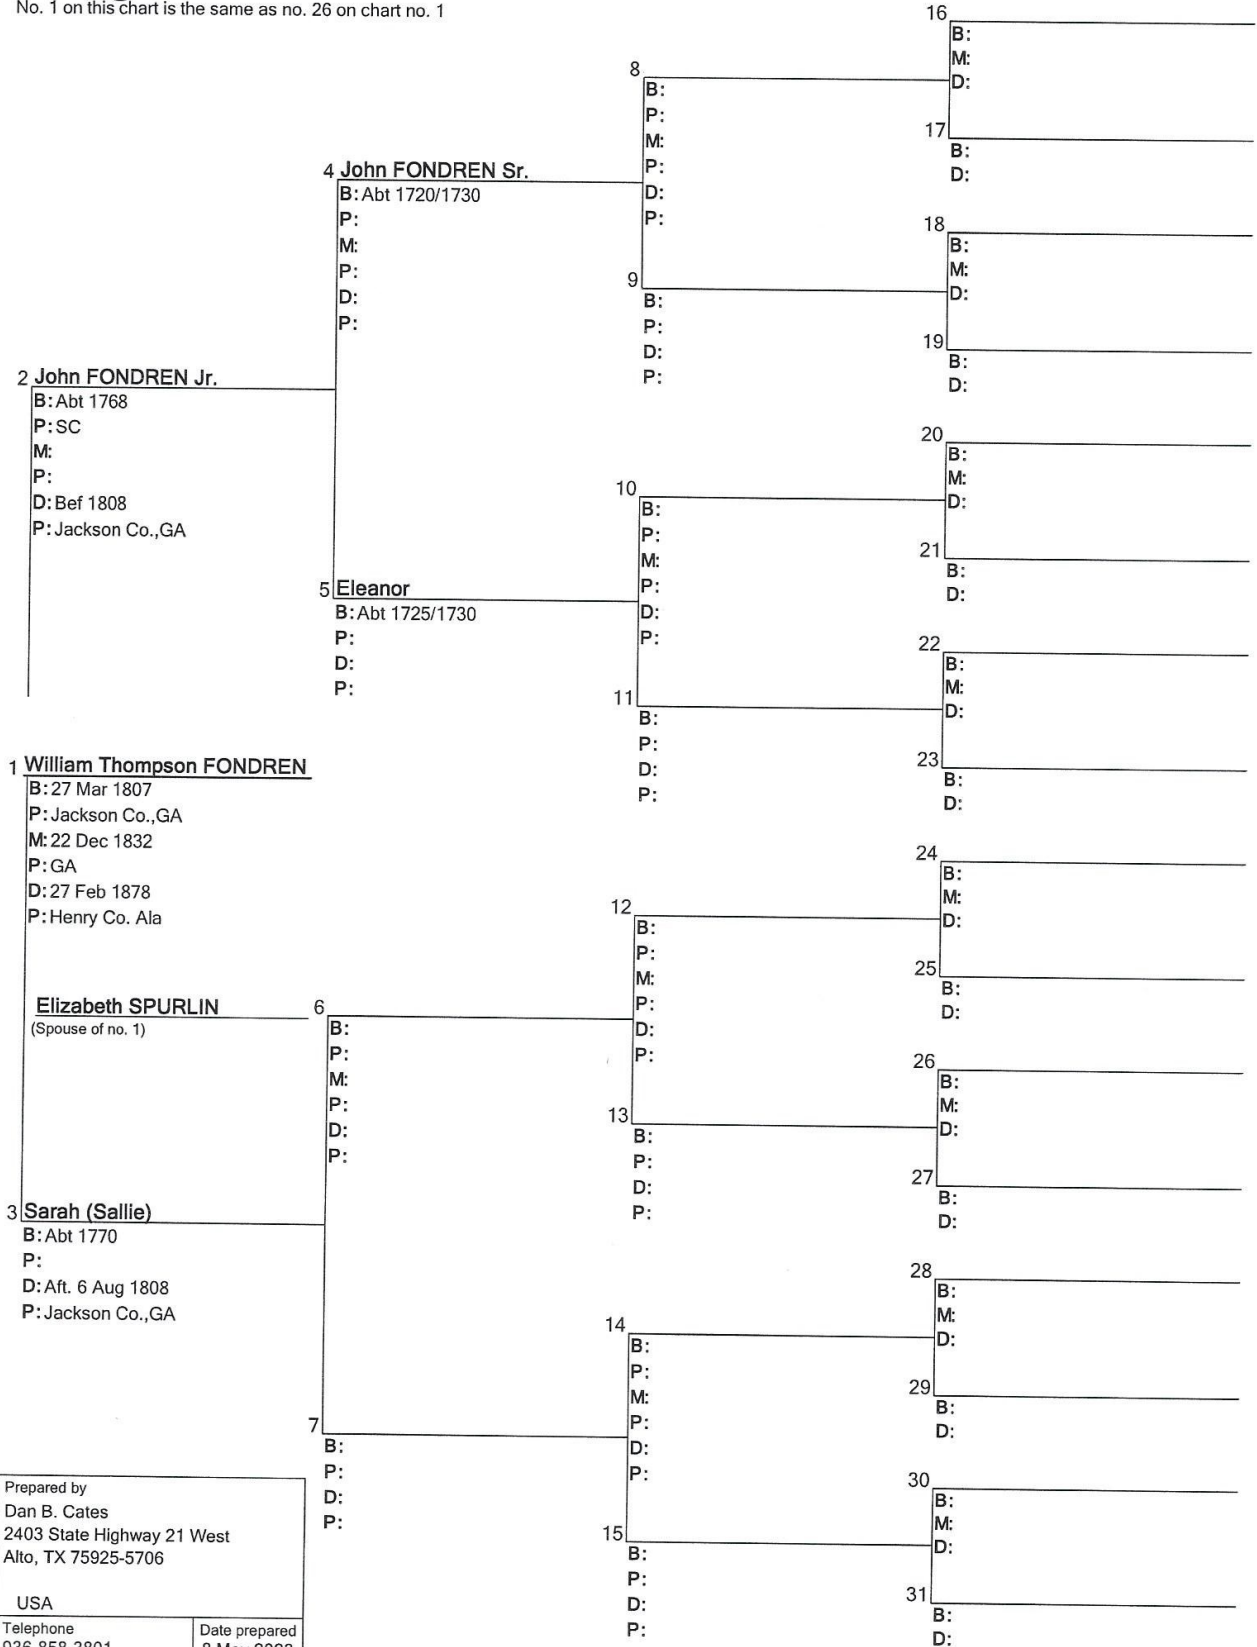 No. 1 on this chart is the same as no. 26 on chart no. 1
16
B:
M:
D:
8
B:
P:
M:
P:
D:
P:
17
B:
D:
4 John FONDREN Sr.
B: Abt 1720/1730
P:
M:
P:
D:
P:
18
B:
M:
D:
9
B:
P:
D:
P:
19
B:
D:
2 John FONDREN Jr.
B: Abt 1768
P: SC
M:
P:
D: Bef 1808
P: Jackson Co.,GA
20
B:
M:
D:
10
B:
P:
M:
P:
D:
P:
21
B:
D:
5 Eleanor
B: Abt 1725/1730
P:
D:
P:
22
B:
M:
D:
11
B:
P:
D:
P:
23
B:
D:
1 William Thompson FONDREN
B: 27 Mar 1807
P: Jackson Co.,GA
M: 22 Dec 1832
P: GA
D: 27 Feb 1878
P: Henry Co. Ala
24
B:
M:
D:
12
B:
P:
M:
P:
D:
P:
25
B:
D:
Elizabeth SPURLIN
(Spouse of no. 1)
6
B:
P:
M:
P:
D:
P:
26
B:
M:
D:
13
B:
P:
D:
P:
27
B:
D:
3 Sarah (Sallie)
B: Abt 1770
P:
D: Aft. 6 Aug 1808
P: Jackson Co.,GA
28
B:
M:
D:
14
B:
P:
M:
P:
D:
P:
29
B:
D:
7
B:
P:
D:
P:
30
B:
M:
D:
15
B:
P:
D:
P:
31
B:
D:
Prepared by
Dan B. Cates
2403 State Highway 21 West
Alto, TX 75925-5706
USA
Telephone
Date prepared